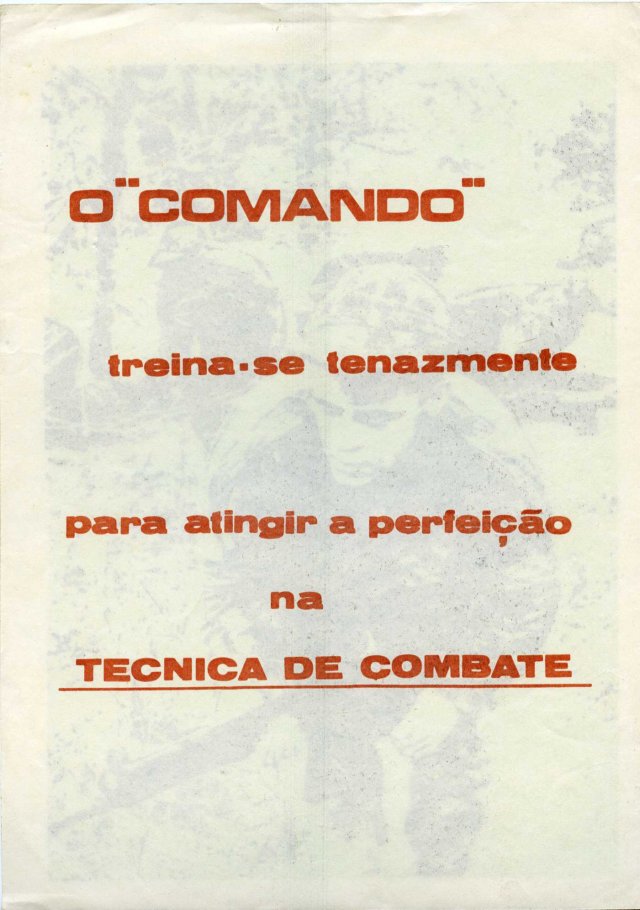 O "COMANDO"
treina-se tenazmente
para atingir a perfeição
na
TECNICA DE COMBATE